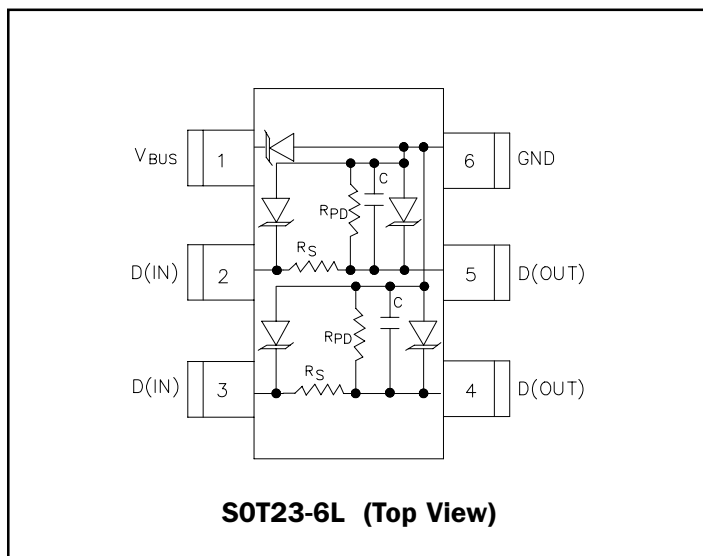 VBUS 1 6 GND
C
RPD
RS
D(IN) 2 5 D(OUT)
C
RPD
RS
D(IN) 3 4 D(OUT)
SOT23-6L (Top View)